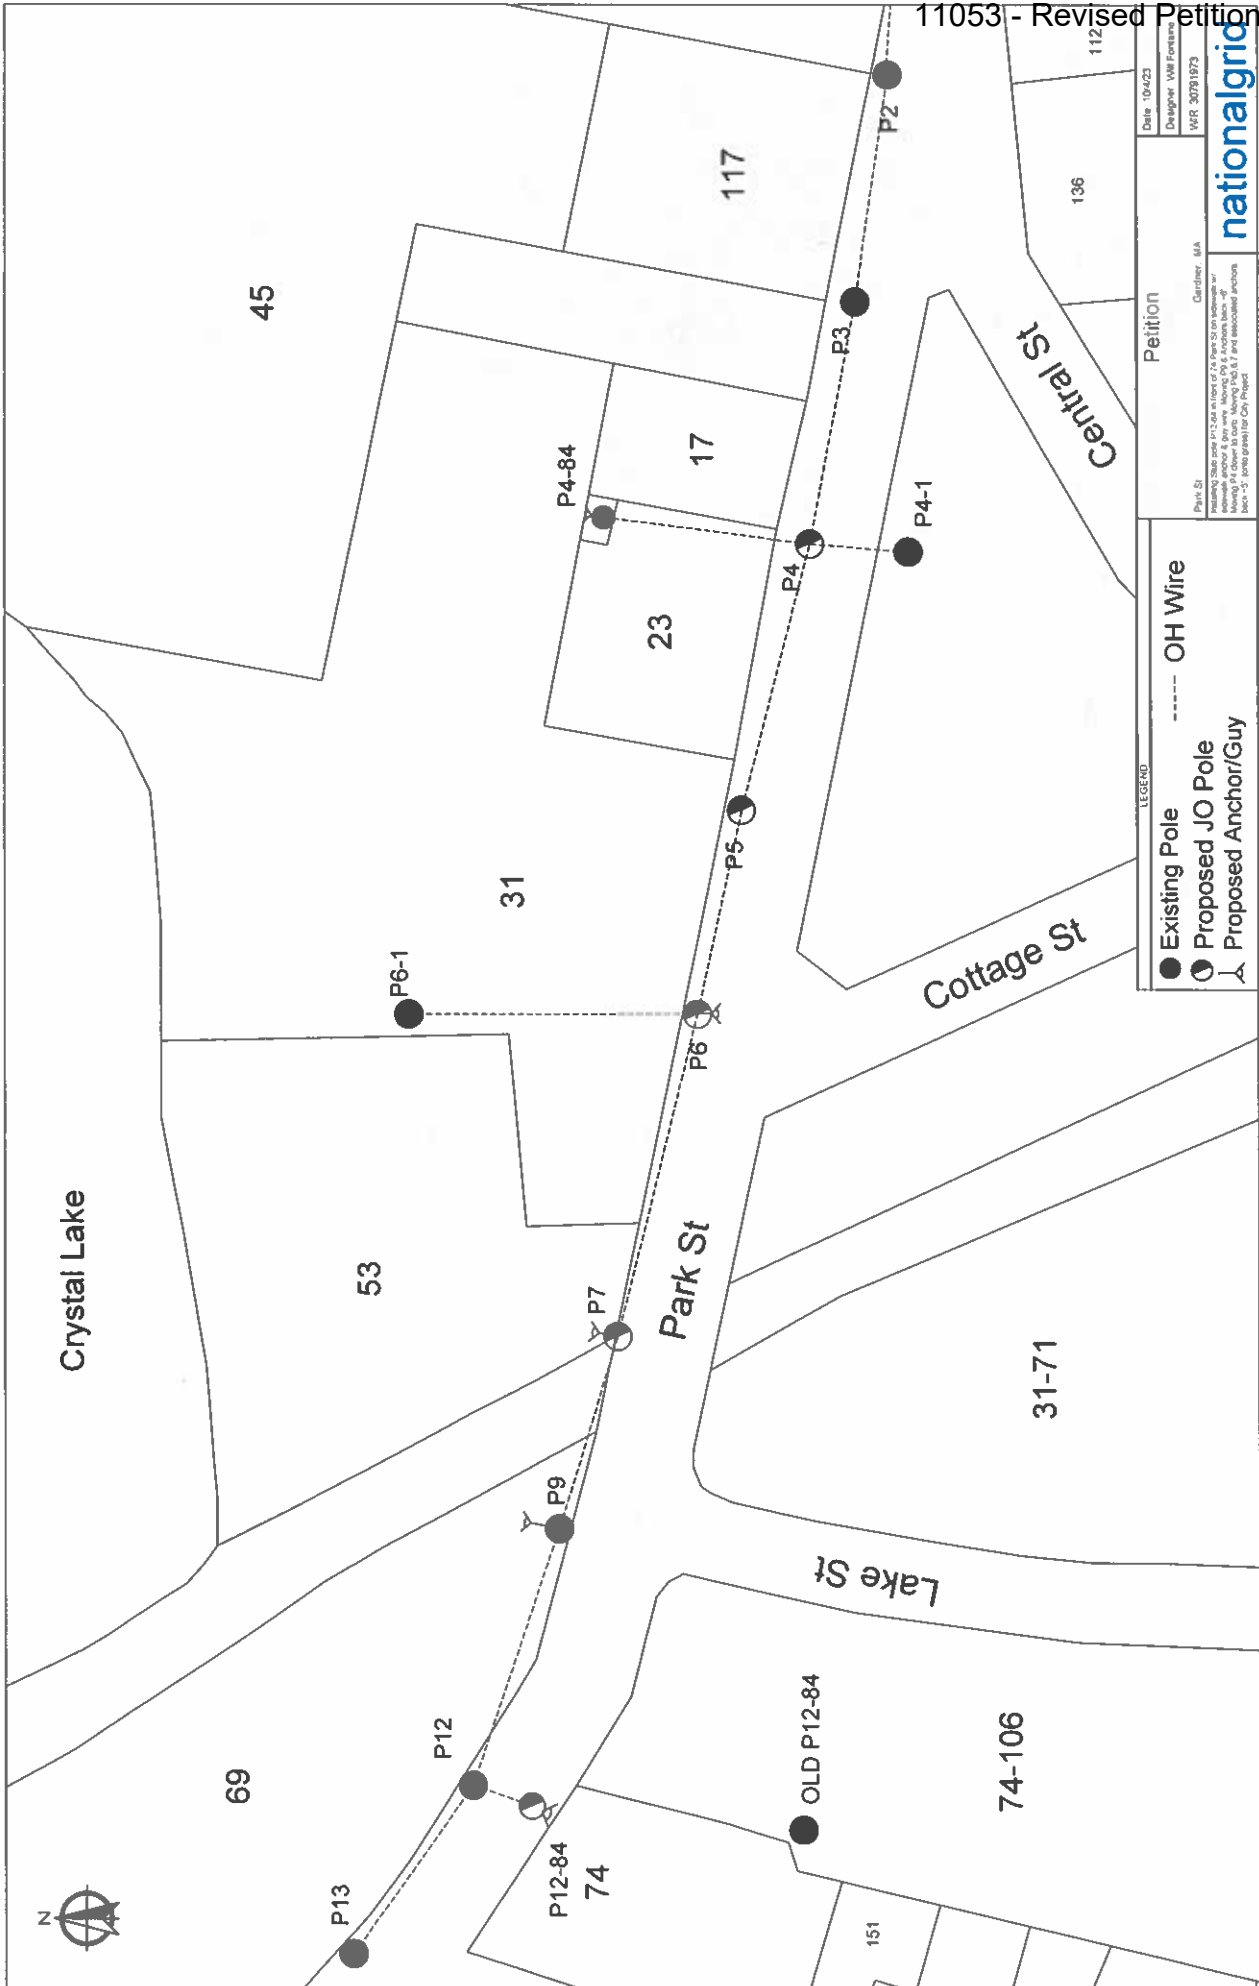 11053 - Revised Petition
Crystal Lake
N
45
117
112
136
17
P4-84
23
P2
P3
P4
P4-1
P5
31
P6-1
P6
53
P7
P9
69
P12
P13
P12-84
74
OLD P12-84
74-106
151
31-71
Park St
Central St
Cottage St
Lake St
LEGEND
Existing Pole
OH Wire
Proposed JO Pole
Proposed Anchor/Guy
Petition
Park St
Gardner, MA
Date 10/4/23
Designer Will Fontaine
WR 30791973
nationalgrid